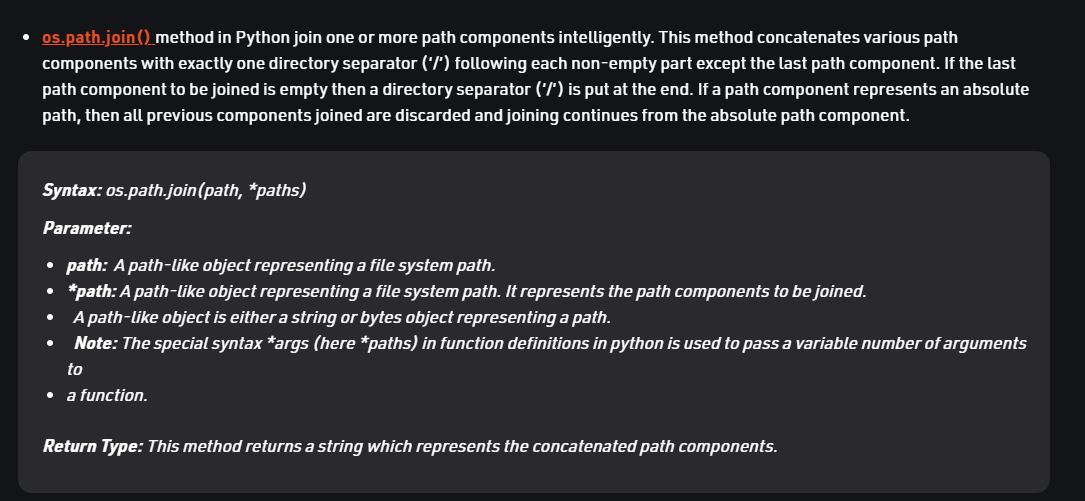 • os.path.join() method in Python join one or more path components intelligently. This method concatenates various path
components with exactly one directory separator (‘/’) following each non-empty part except the last path component. If the last
path component to be joined is empty then a directory separator (‘/’) is put at the end. If a path component represents an absolute
path, then all previous components joined are discarded and joining continues from the absolute path component.
Syntax: os.path.join(path, *paths)
Parameter:
• path: A path-like object representing a file system path.
• *path: A path-like object representing a file system path. It represents the path components to be joined.
• A path-like object is either a string or bytes object representing a path.
• Note: The special syntax *args (here *paths) in function definitions in python is used to pass a variable number of arguments
to
• a function.
Return Type: This method returns a string which represents the concatenated path components.